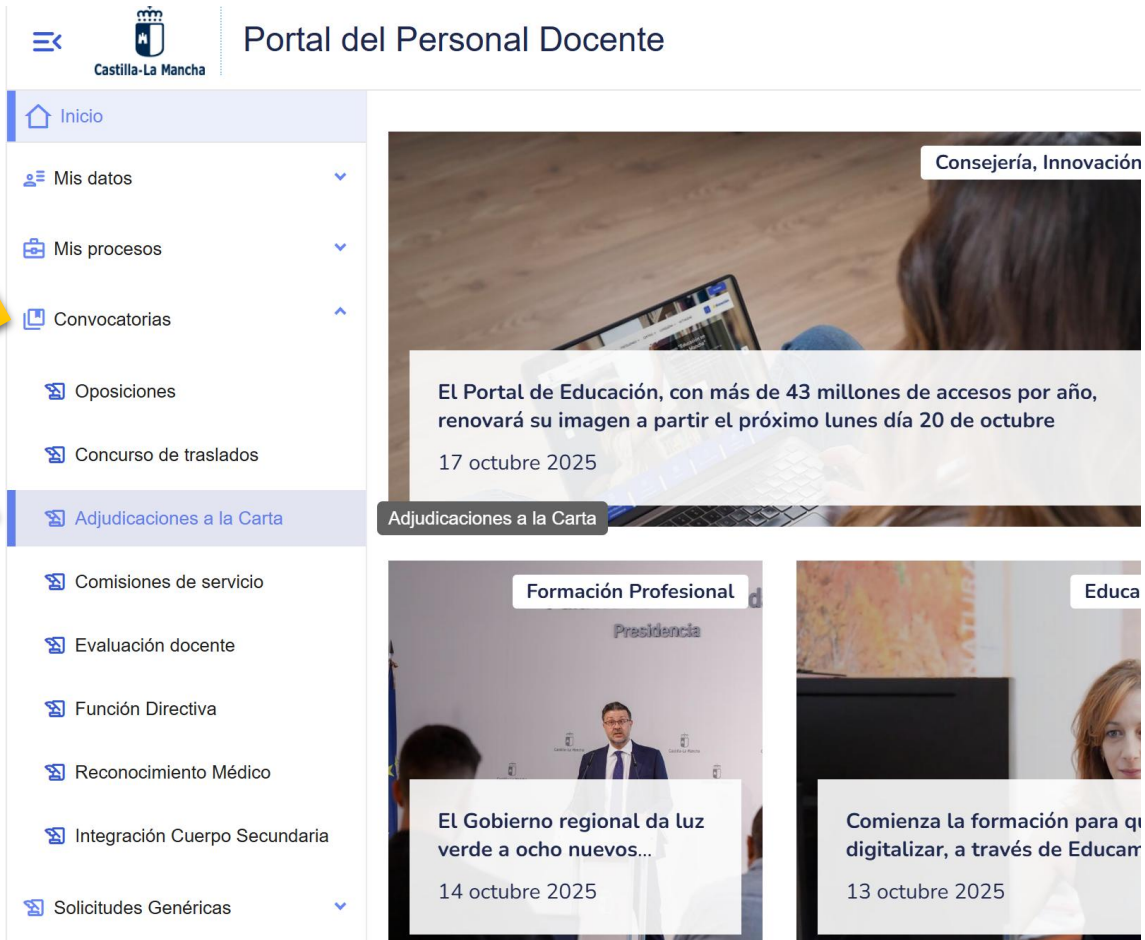 Castilla-La Mancha
Portal del Personal Docente
Inicio
Mis datos
Mis procesos
Convocatorias
Oposiciones
Concurso de traslados
Adjudicaciones a la Carta
Comisiones de servicio
Evaluación docente
Función Directiva
Reconocimiento Médico
Integración Cuerpo Secundaria
Solicitudes Genéricas
Consejería, Innovación
El Portal de Educación, con más de 43 millones de accesos por año,
renovará su imagen a partir el próximo lunes día 20 de octubre
17 octubre 2025
Adjudicaciones a la Carta
Formación Profesional
Presidencia
El Gobierno regional da luz
verde a ocho nuevos...
14 octubre 2025
Educa
Comienza la formación para qu
digitalizar, a través de Educam
13 octubre 2025